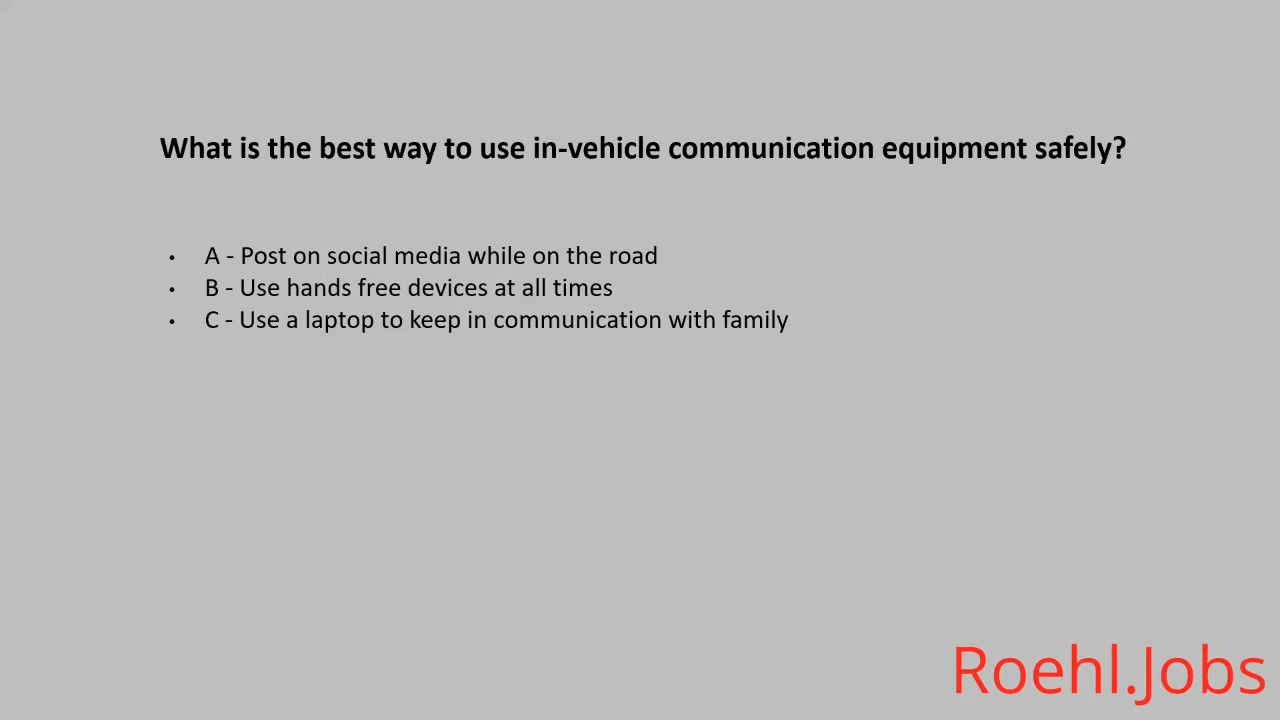 What is the best way to use in-vehicle communication equipment safely?
• A - Post on social media while on the road
• B - Use hands free devices at all times
• C - Use a laptop to keep in communication with family
Roehl.Jobs